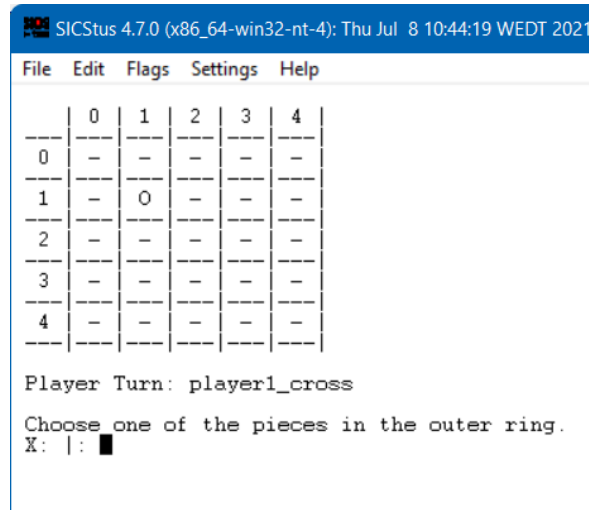 SICStus 4.7.0 (x86_64-win32-nt-4): Thu Jul  8 10:44:19 WEDT 2021
File Edit Flags Settings Help
   | 0 | 1 | 2 | 3 | 4 |
---|---|---|---|---|---|
 0 | - | - | - | - | - |
---|---|---|---|---|---|
 1 | - | O | - | - | - |
---|---|---|---|---|---|
 2 | - | - | - | - | - |
---|---|---|---|---|---|
 3 | - | - | - | - | - |
---|---|---|---|---|---|
 4 | - | - | - | - | - |
---|---|---|---|---|---|
Player Turn: player1_cross
Choose one of the pieces in the outer ring.
X: |: